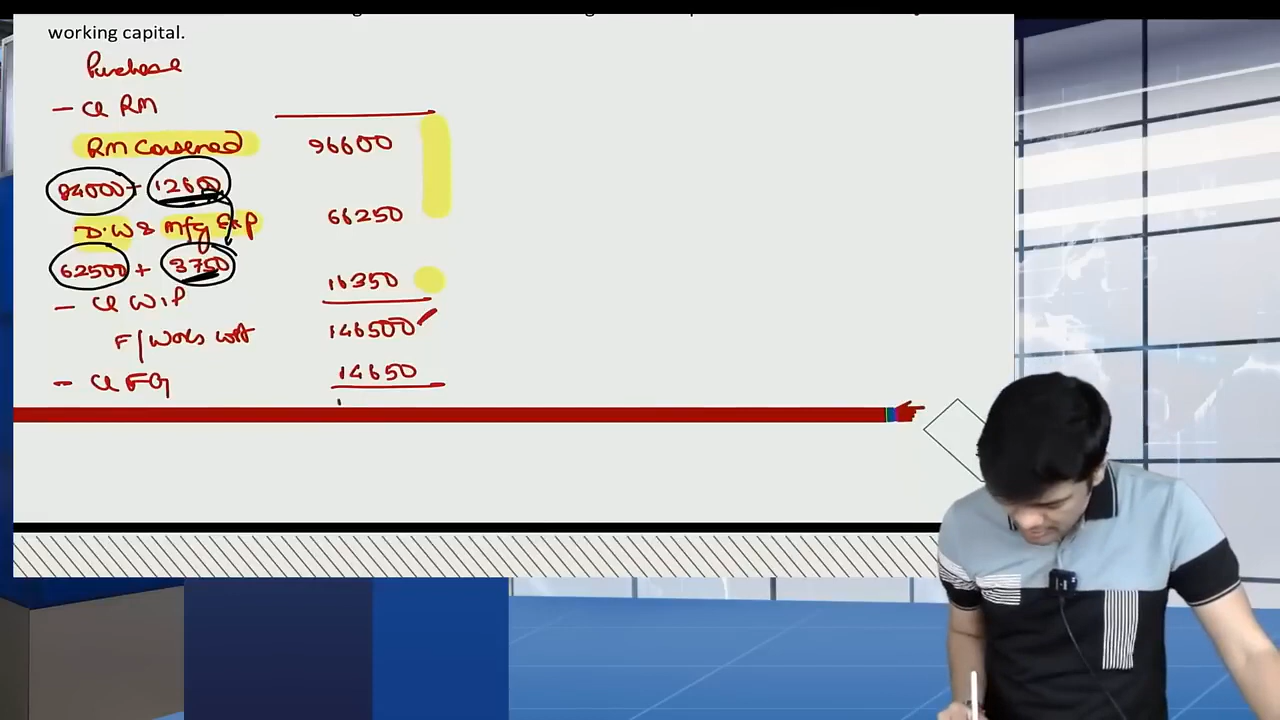 working capital.
Purchase
- Cl RM
RM Consumed 96600
84000 + 12600
D.W & Mfg Exp 66250
62500 + 3750
- Cl WIP 16350
F/Works cost 146500
- Cl FG 14650